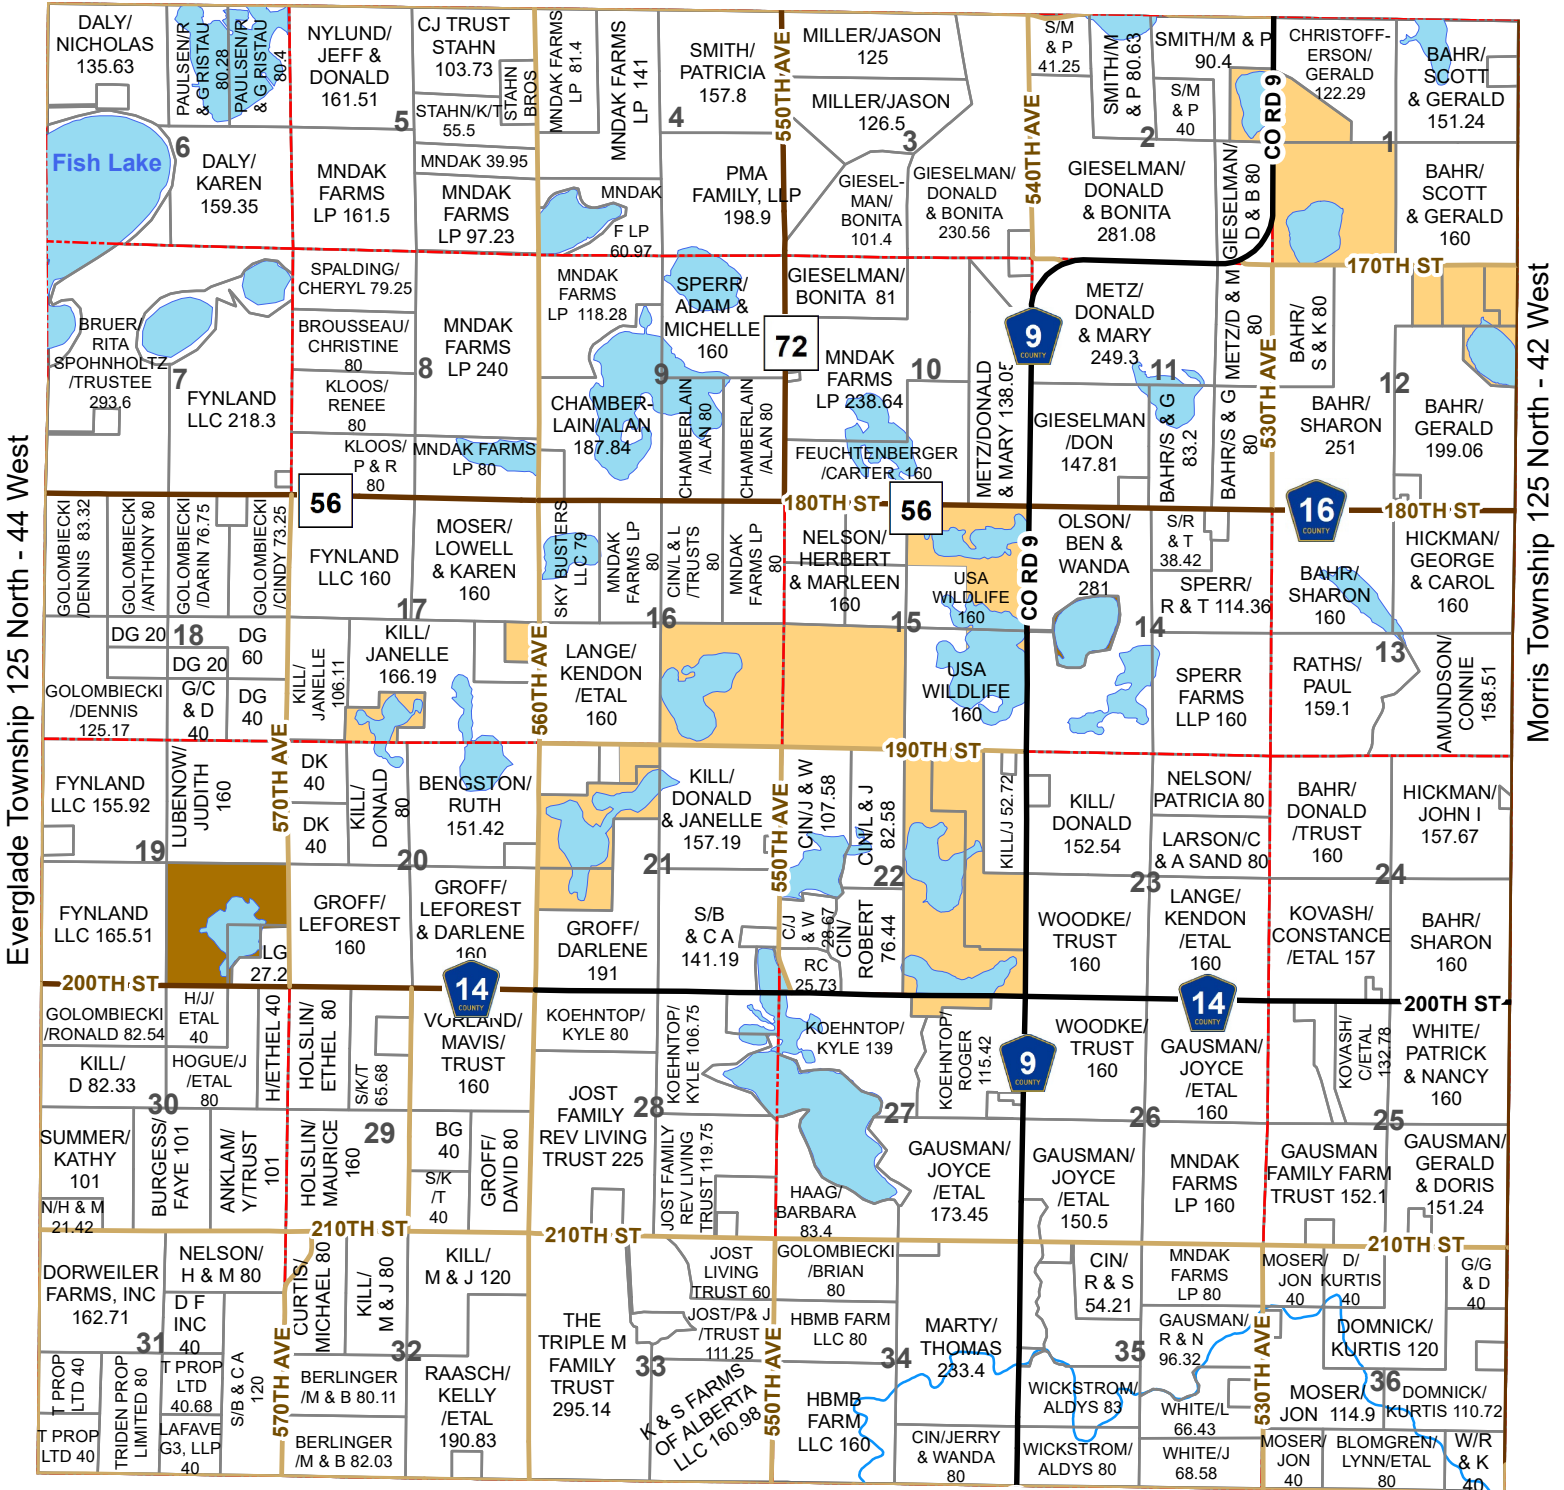 DALY/
NICHOLAS
135.63
PAULSEN/R
& GRISTAU
80.28
PAULSEN/R
& GRISTAU
80.4
NYLUND/
JEFF &
DONALD
161.51
CJ TRUST
STAHN
103.73
STAHN
BROS
STAHN/K/T
55.5
MNDAK 39.95
MNDAK FARMS
LP 81.4
MNDAK FARMS
LP 141
SMITH/
PATRICIA
157.8
550TH AVE
MILLER/JASON
125
MILLER/JASON
126.5
S/M
& P
41.25
SMITH/M
& P 80.63
SMITH/M & P
90.4
S/M
& P
40
CO RD 9
CHRISTOFF-
ERSON/
GERALD
122.29
BAHR/
SCOTT
& GERALD
151.24
5
4
3
2
1
6
Fish Lake
DALY/
KAREN
159.35
MNDAK
FARMS
LP 161.5
MNDAK
FARMS
LP 97.23
MNDAK
F LP
60.97
PMA
FAMILY, LLP
198.9
GIESEL-
MAN/
BONITA
101.4
GIESELMAN/
DONALD
& BONITA
230.56
540TH AVE
GIESELMAN/
DONALD
& BONITA
281.08
GIESELMAN/
D & B 80
BAHR/
SCOTT
& GERALD
160
170TH ST
BRUER/
RITA
SPOHNHOLTZ
/TRUSTEE
293.6
7
FYNLAND
LLC 218.3
SPALDING/
CHERYL 79.25
BROUSSEAU/
CHRISTINE
80
KLOOS/
RENEE
80
KLOOS/
P & R
80
8
MNDAK
FARMS
LP 240
MNDAK FARMS
LP 80
MNDAK
FARMS
LP 118.28
SPERR/
ADAM &
MICHELLE
160
9
CHAMBER-
LAIN/ALAN
187.84
CHAMBERLAIN
/ALAN 80
CHAMBERLAIN
/ALAN 80
72
GIESELMAN/
BONITA 81
MNDAK
FARMS
LP 238.64
10
FEUCHTENBERGER
/CARTER 160
METZ/DONALD
& MARY 138.05
9
COUNTY
METZ/
DONALD
& MARY
249.3
11
METZ/D & M
80
GIESELMAN
/DON
147.81
BAHR/S & G
83.2
BAHR/S & G
80
530TH AVE
BAHR/
S & K 80
12
BAHR/
SHARON
251
BAHR/
GERALD
199.06
Everglade Township 125 North - 44 West
Morris Township 125 North - 42 West
56
180TH ST
56
16
COUNTY
180TH ST
GOLOMBIECKI
/DENNIS 83.32
GOLOMBIECKI
/ANTHONY 80
GOLOMBIECKI
/DARIN 76.75
GOLOMBIECKI
/CINDY 73.25
FYNLAND
LLC 160
MOSER/
LOWELL
& KAREN
160
SKY BUSTERS
LLC 79
MNDAK
FARMS LP
80
CIN/L & L
/TRUSTS
80
MNDAK
FARMS LP
80
NELSON/
HERBERT
& MARLEEN
160
USA
WILDLIFE
160
CO RD 9
OLSON/
BEN &
WANDA
281
S/R
& T
38.42
SPERR/
R & T 114.36
BAHR/
SHARON
160
HICKMAN/
GEORGE
& CAROL
160
DG 20
18
DG
60
DG 20
GOLOMBIECKI
/DENNIS
125.17
G/C
& D
40
DG
40
17
KILL/
JANELLE
106.11
KILL/
JANELLE
166.19
560TH AVE
16
LANGE/
KENDON
/ETAL
160
15
USA
WILDLIFE
160
14
SPERR
FARMS
LLP 160
13
RATHS/
PAUL
159.1
AMUNDSON/
CONNIE
158.51
190TH ST
FYNLAND
LLC 155.92
LUBENOW/
JUDITH
160
570TH AVE
DK
40
DK
40
KILL/
DONALD
80
BENGSTON/
RUTH
151.42
KILL/
DONALD
& JANELLE
157.19
550TH AVE
CIN/J & W
107.58
CIN/L & J
82.58
KILL/J 52.72
KILL/
DONALD
152.54
NELSON/
PATRICIA 80
LARSON/C
& A SAND 80
BAHR/
DONALD
/TRUST
160
HICKMAN/
JOHN I
157.67
19
20
21
22
23
24
FYNLAND
LLC 165.51
LG
27.2
GROFF/
LEFOREST
160
GROFF/
LEFOREST
& DARLENE
160
GROFF/
DARLENE
191
S/B
& C A
141.19
C/J
& W
28.67
CIN/
ROBERT
76.44
RC
25.73
WOODKE/
TRUST
160
LANGE/
KENDON
/ETAL
160
KOVASH/
CONSTANCE
/ETAL 157
BAHR/
SHARON
160
200TH ST
14
COUNTY
14
COUNTY
200TH ST
GOLOMBIECKI
/RONALD 82.54
H/J/
ETAL
40
H/ETHEL 40
KILL/
D 82.33
HOGUE/J
/ETAL
80
30
HOLSLIN/
ETHEL 80
S/K/T
65.68
VORLAND/
MAVIS/
TRUST
160
KOEHNTOP/
KYLE 80
KOEHNTOP/
KYLE 106.75
KOEHNTOP/
KYLE 139
KOEHNTOP/
ROGER
115.42
9
COUNTY
WOODKE/
TRUST
160
GAUSMAN/
JOYCE
/ETAL
160
KOVASH/
C/ETAL
132.78
WHITE/
PATRICK
& NANCY
160
SUMMER/
KATHY
101
N/H & M
21.42
BURGESS/
FAYE 101
ANKLAM/
Y/TRUST
101
HOLSLIN/
MAURICE
160
29
BG
40
S/K
/T
40
GROFF/
DAVID 80
JOST
FAMILY
REV LIVING
TRUST 225
28
JOST FAMILY
REV LIVING
TRUST 119.75
27
HAAG/
BARBARA
83.4
GAUSMAN/
JOYCE
/ETAL
173.45
GAUSMAN/
JOYCE
/ETAL
150.5
26
MNDAK
FARMS
LP 160
25
GAUSMAN
FAMILY FARM
TRUST 152.1
GAUSMAN/
GERALD
& DORIS
151.24
210TH ST
210TH ST
210TH ST
DORWEILER
FARMS, INC
162.71
NELSON/
H & M 80
D F
INC
40
31
T PROP
LTD 40
TRIDEN PROP
LIMITED 80
T PROP
LTD
40.68
S/B & C A
120
T PROP
LTD 40
LAFAVE
G3, LLP
40
570TH AVE
CURTIS/
MICHAEL 80
KILL/
M & J 80
KILL/
M & J 120
32
BERLINGER
/M & B 80.11
BERLINGER
/M & B 82.03
RAASCH/
KELLY
/ETAL
190.83
THE
TRIPLE M
FAMILY
TRUST
295.14
JOST
LIVING
TRUST 60
JOST/P& J
/TRUST
111.25
33
K & S FARMS
OF ALBERTA
LLC 160.98
550TH AVE
GOLOMBIECKI
/BRIAN
80
HBMB FARM
LLC 80
34
HBMB
FARM
LLC 160
MARTY/
THOMAS
233.4
CIN/JERRY
& WANDA
80
CIN/
R & S
54.21
MNDAK
FARMS
LP 80
GAUSMAN/
R & N
96.32
35
WICKSTROM/
ALDYS 83
WICKSTROM/
ALDYS 80
WHITE/L
66.43
WHITE/J
68.58
530TH AVE
MOSER/
JON
40
D/
KURTIS
40
G/G
& D
40
DOMNICK/
KURTIS 120
36
MOSER/
JON 114.9
DOMNICK/
KURTIS 110.72
MOSER/
JON
40
BLOMGREN/
LYNN/ETAL
80
W/R
& K
40